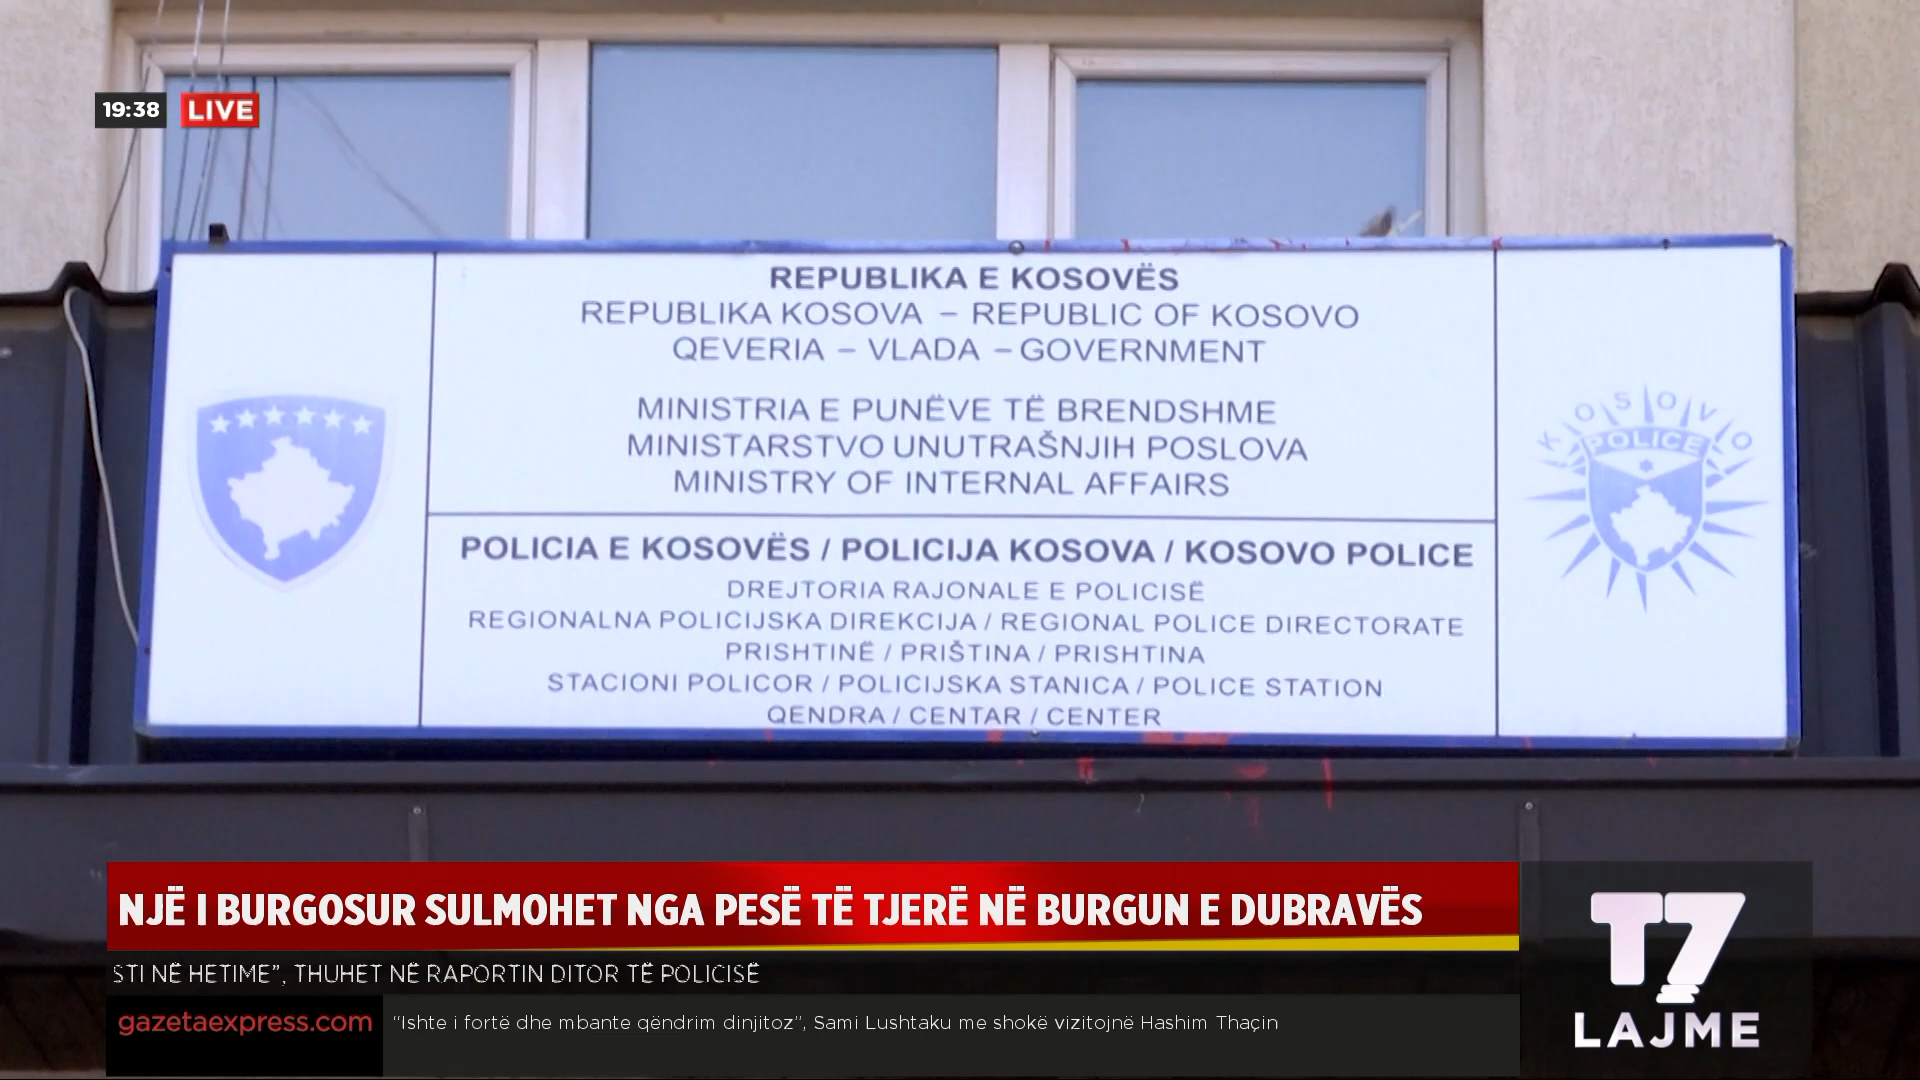 19:38 LIVE
REPUBLIKA E KOSOVËS
REPUBLIKA KOSOVA – REPUBLIC OF KOSOVO
QEVERIA – VLADA – GOVERNMENT
MINISTRIA E PUNËVE TË BRENDSHME
MINISTARSTVO UNUTRAŠNJIH POSLOVA
MINISTRY OF INTERNAL AFFAIRS
KOSOVO
POLICE
POLICIA E KOSOVËS / POLICIJA KOSOVA / KOSOVO POLICE
DREJTORIA RAJONALE E POLICISË
REGIONALNA POLICIJSKA DIREKCIJA / REGIONAL POLICE DIRECTORATE
PRISHTINË / PRIŠTINA / PRISHTINA
STACIONI POLICOR / POLICIJSKA STANICA / POLICE STATION
QENDRA / CENTAR / CENTER
NJË I BURGOSUR SULMOHET NGA PESË TË TJERË NË BURGUN E DUBRAVËS
STI NË HETIME”, THUHET NË RAPORTIN DITOR TË POLICISË
gazetaexpress.com
“Ishte i fortë dhe mbante qëndrim dinjitoz”, Sami Lushtaku me shokë vizitojnë Hashim Thaçin
T7
LAJME